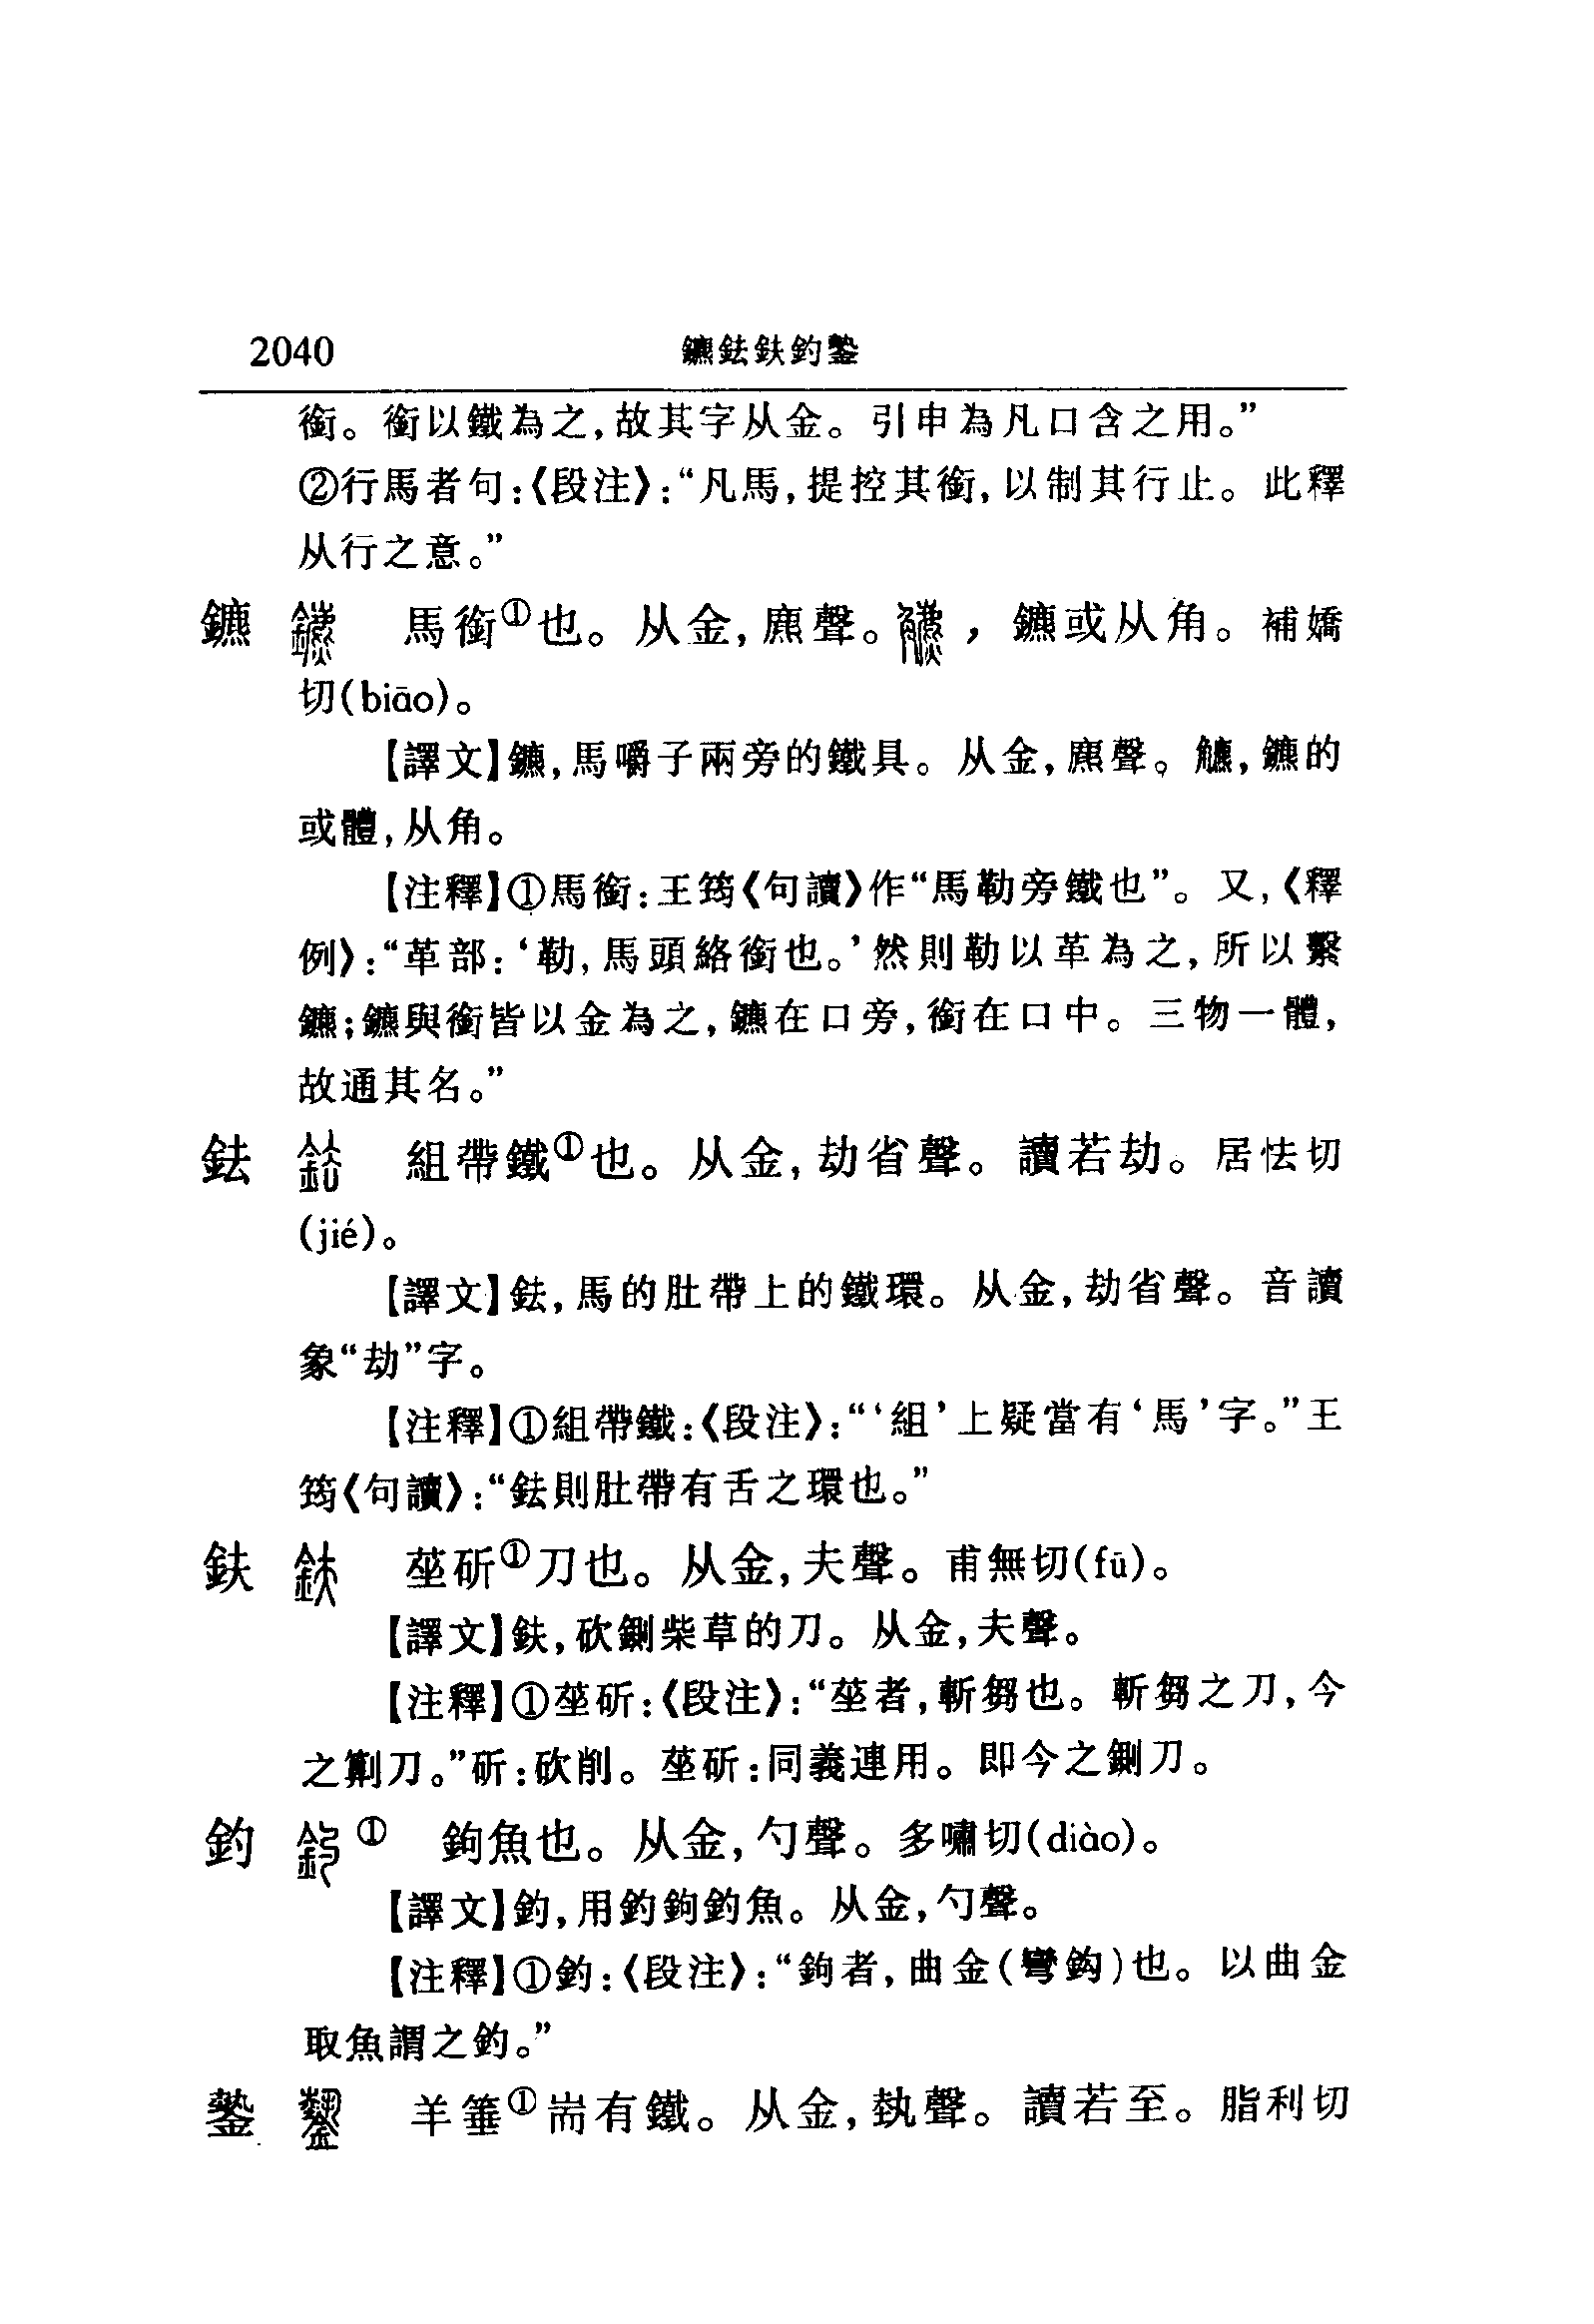 2040 鑣鉣鈇釣䥍
銜。銜以鐵為之,故其字从金。引申為凡口含之用。”
②行馬者句:《段注》:“凡馬,提控其銜,以制其行止。此釋
从行之意。”
鑣 馬銜①也。从金,麃聲。,鑣或从角。補嬌
切(biāo)。
【譯文】鑣,馬嚼子兩旁的鐵具。从金,麃聲。䚠,鑣的
或體,从角。
【注釋】①馬銜:王筠《句讀》作“馬勒旁鐵也”。又,《釋
例》:“革部:‘勒,馬頭絡銜也。’然則勒以革為之,所以繫
鑣;鑣與銜皆以金為之,鑣在口旁,銜在口中。三物一體,
故通其名。”
鉣 組帶鐵①也。从金,劫省聲。讀若劫。居怯切
(jié)。
【譯文】鉣,馬的肚帶上的鐵環。从金,劫省聲。音讀
象“劫”字。
【注釋】①組帶鐵:《段注》:“‘組’上疑當有‘馬’字。”王
筠《句讀》:“鉣則肚帶有舌之環也。”
鈇 莝斫①刀也。从金,夫聲。甫無切(fū)。
【譯文】鈇,砍鍘柴草的刀。从金,夫聲。
【注釋】①莝斫:《段注》:“莝者,斬芻也。斬芻之刀,今
之䦃刀。”斫:砍削。莝斫:同義連用。即今之鍘刀。
釣 ① 鉤魚也。从金,勺聲。多嘯切(diào)。
【譯文】釣,用釣鉤釣魚。从金,勺聲。
【注釋】①釣:《段注》:“鉤者,曲金(彎鈎)也。以曲金
取魚謂之釣。”
䥍 羊箠①耑有鐵。从金,埶聲。讀若至。脂利切